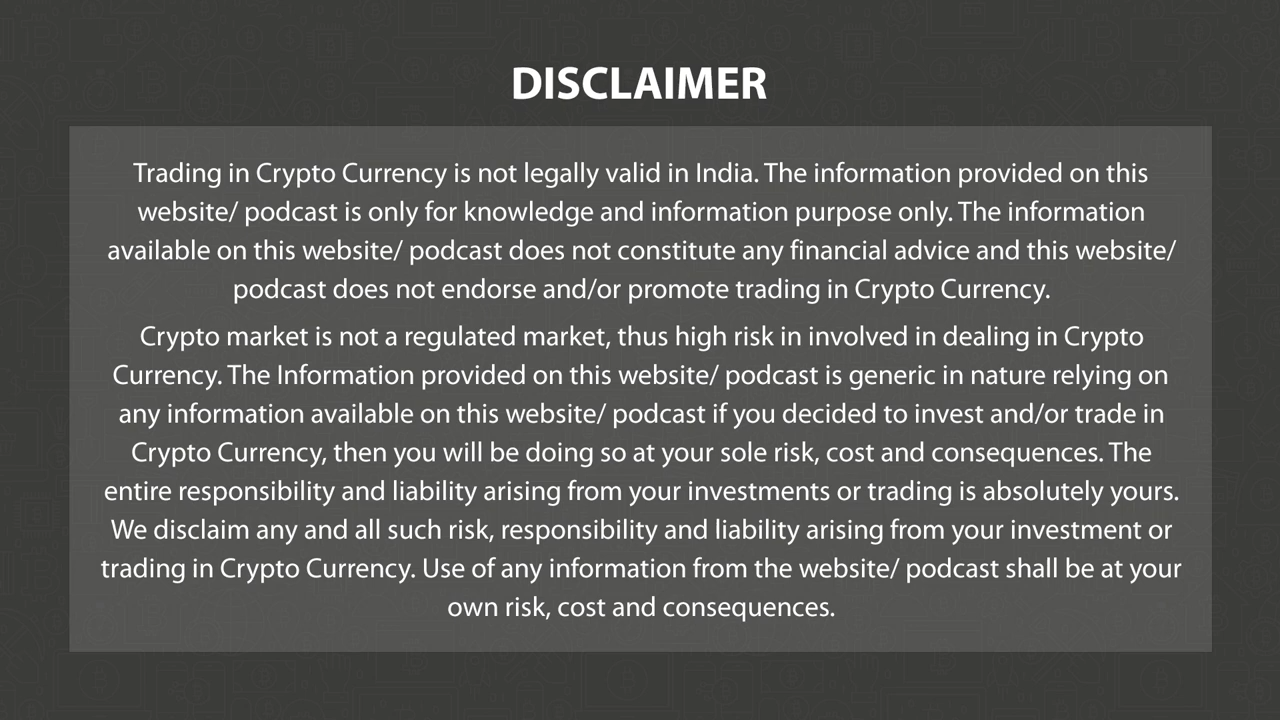 DISCLAIMER
Trading in Crypto Currency is not legally valid in India. The information provided on this
website/ podcast is only for knowledge and information purpose only. The information
available on this website/ podcast does not constitute any financial advice and this website/
podcast does not endorse and/or promote trading in Crypto Currency.
Crypto market is not a regulated market, thus high risk in involved in dealing in Crypto
Currency. The Information provided on this website/ podcast is generic in nature relying on
any information available on this website/ podcast if you decided to invest and/or trade in
Crypto Currency, then you will be doing so at your sole risk, cost and consequences. The
entire responsibility and liability arising from your investments or trading is absolutely yours.
We disclaim any and all such risk, responsibility and liability arising from your investment or
trading in Crypto Currency. Use of any information from the website/ podcast shall be at your
own risk, cost and consequences.